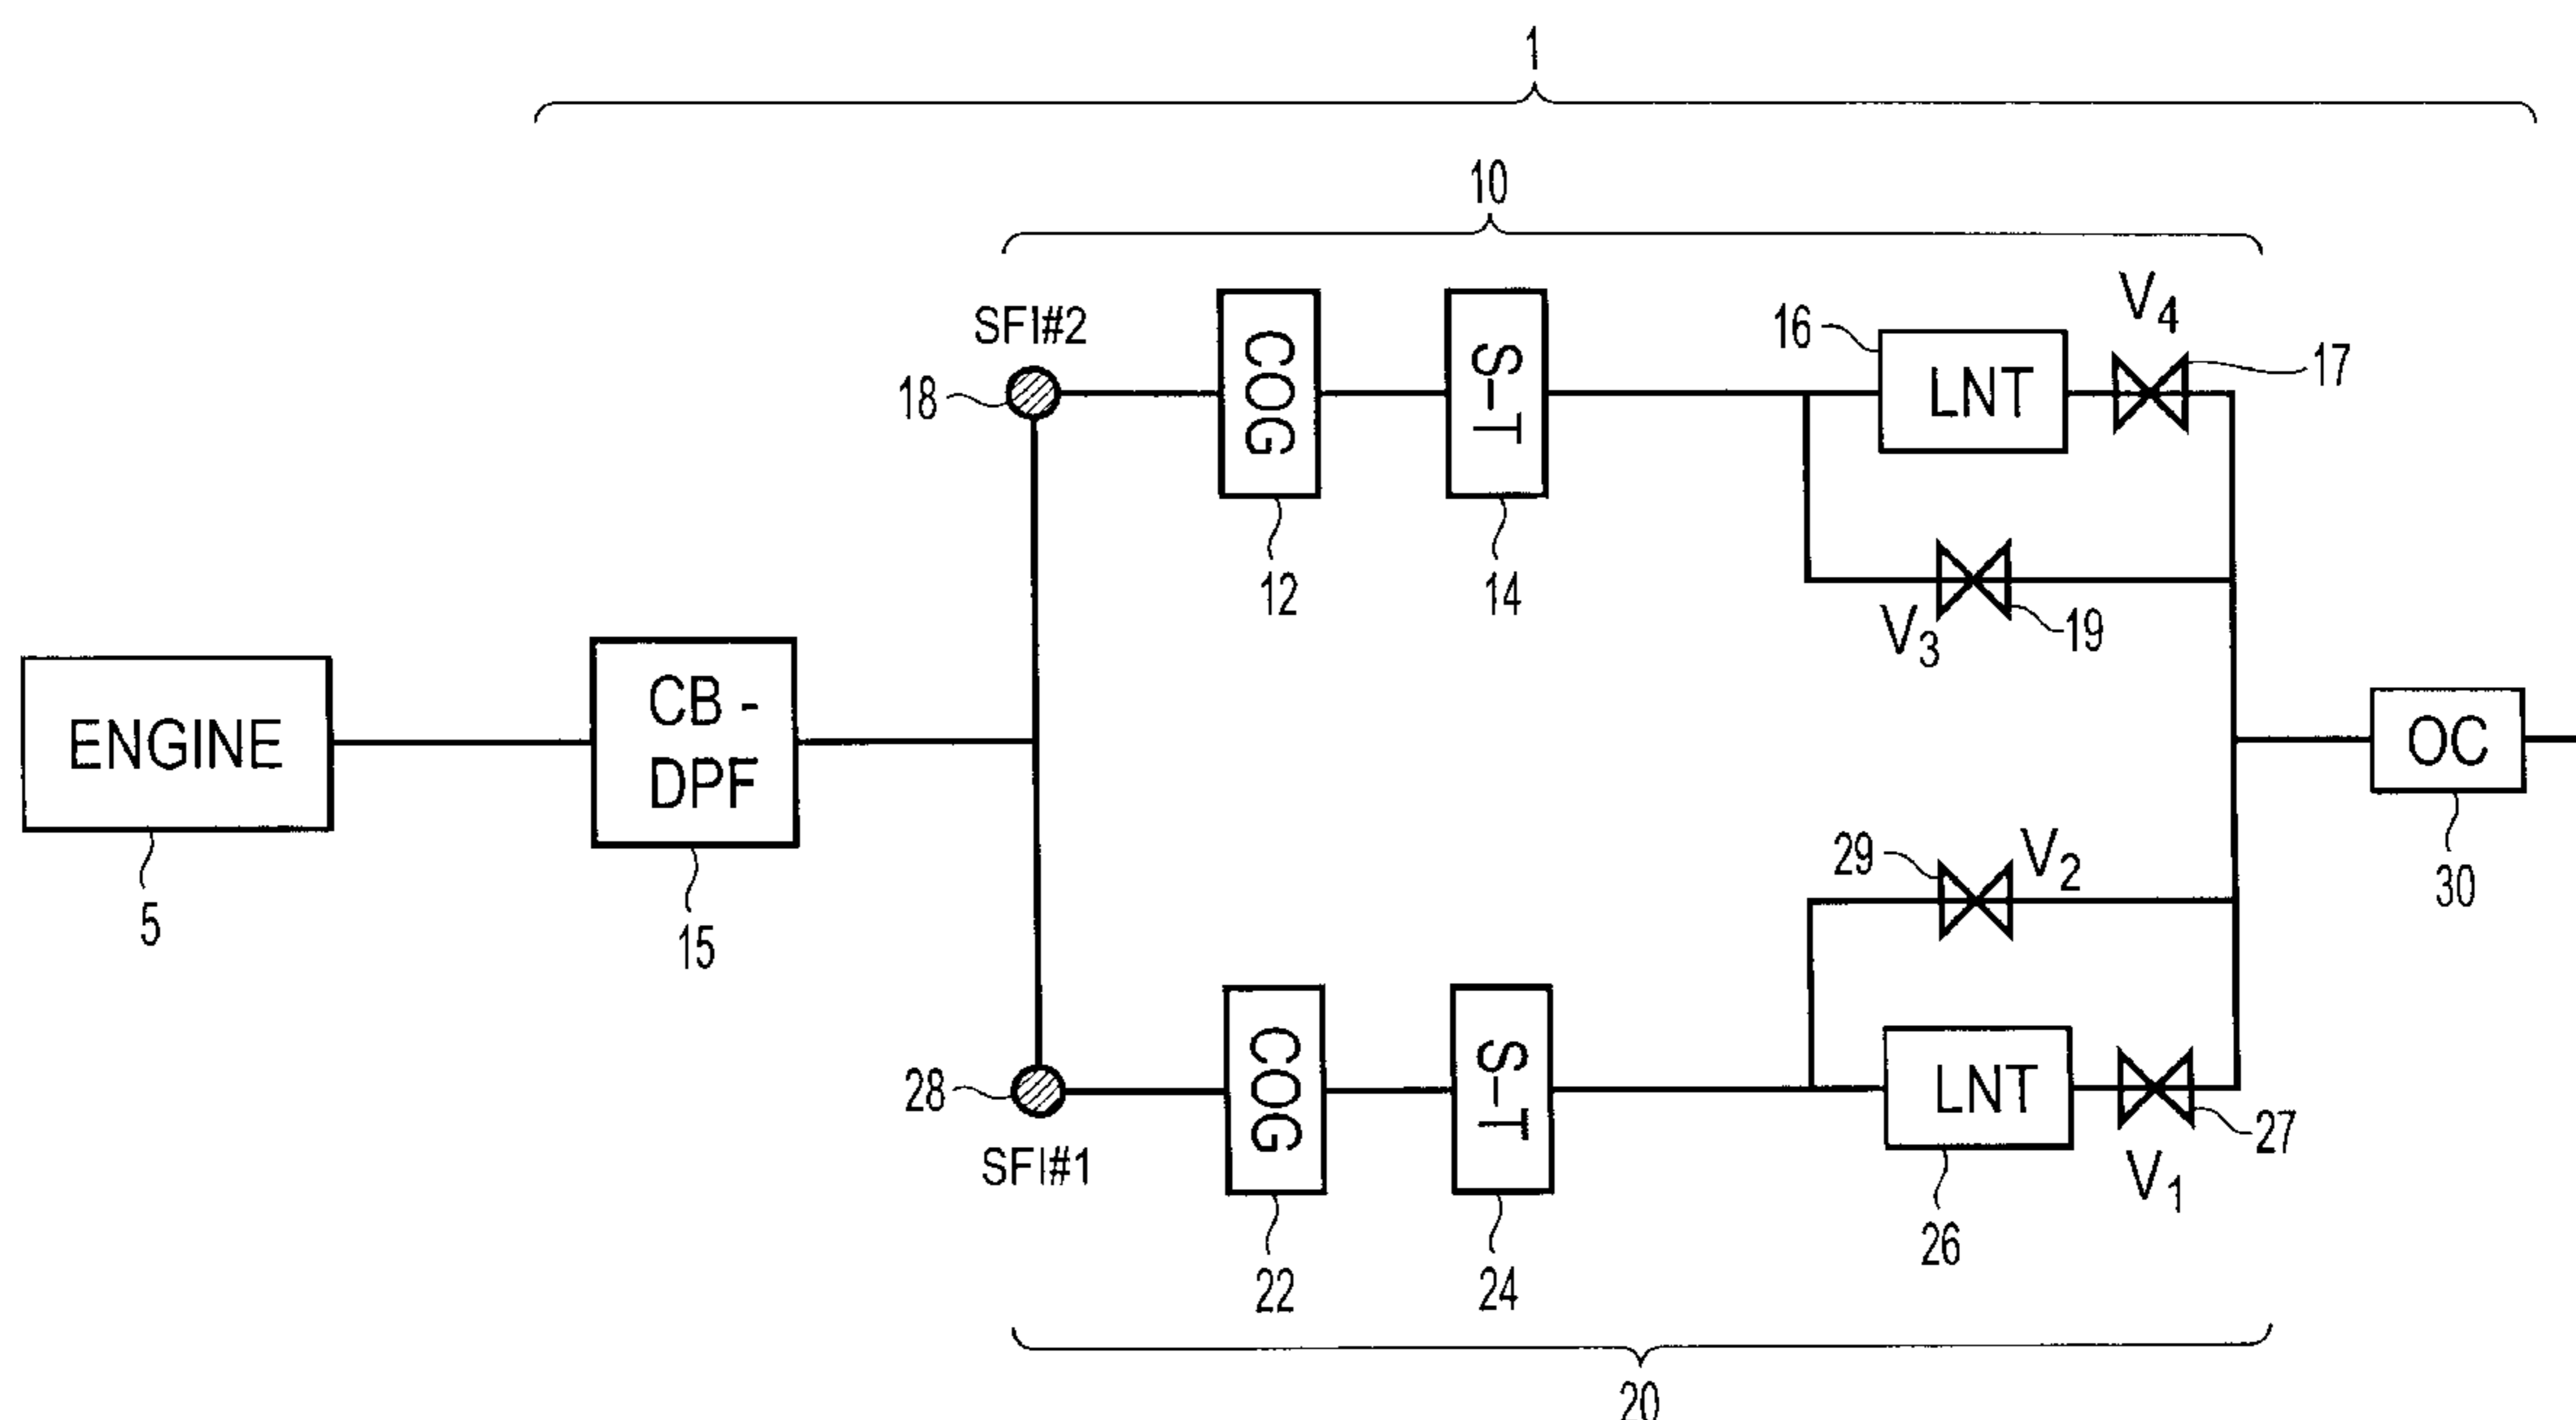 1
10
SFI#2
18
COG
12
S-T
14
16
LNT
V4
17
V3
19
ENGINE
5
CB -
DPF
15
OC
30
29
V2
28
SFI#1
COG
22
S-T
24
LNT
26
V1
27
20